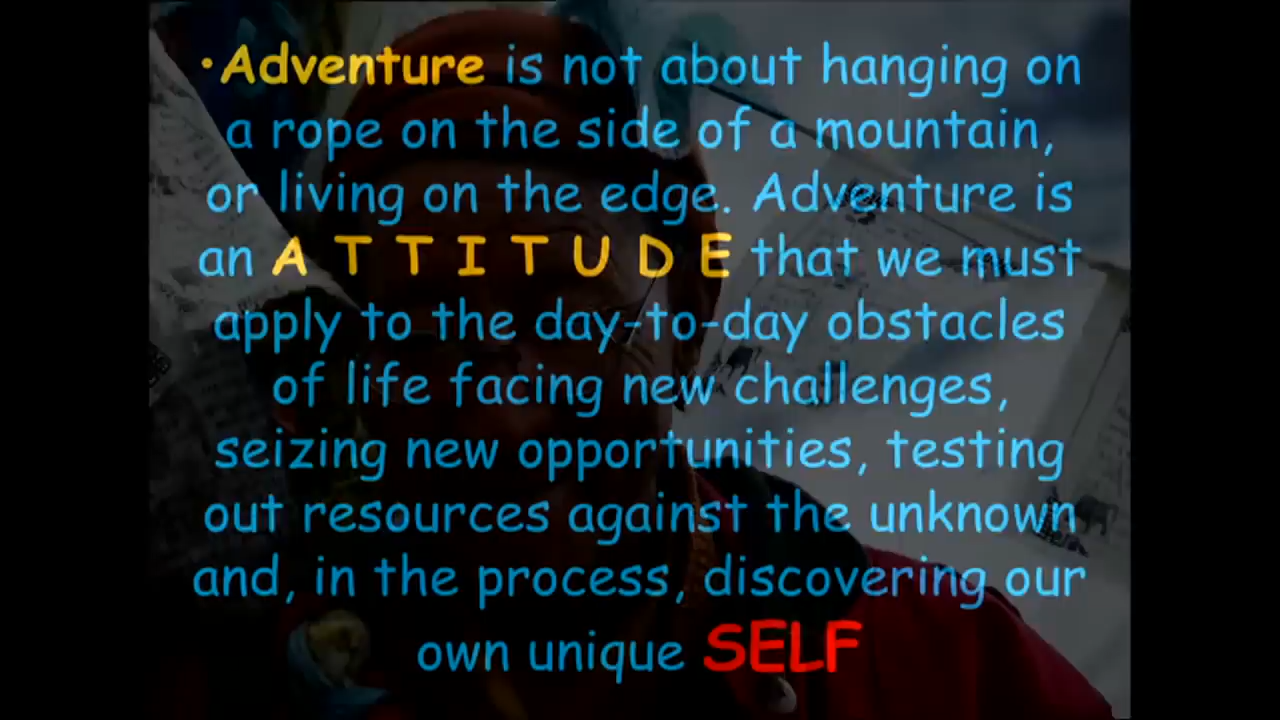 •Adventure is not about hanging on
a rope on the side of a mountain,
or living on the edge. Adventure is
an A T T I T U D E that we must
apply to the day-to-day obstacles
of life facing new challenges,
seizing new opportunities, testing
out resources against the unknown
and, in the process, discovering our
own unique SELF